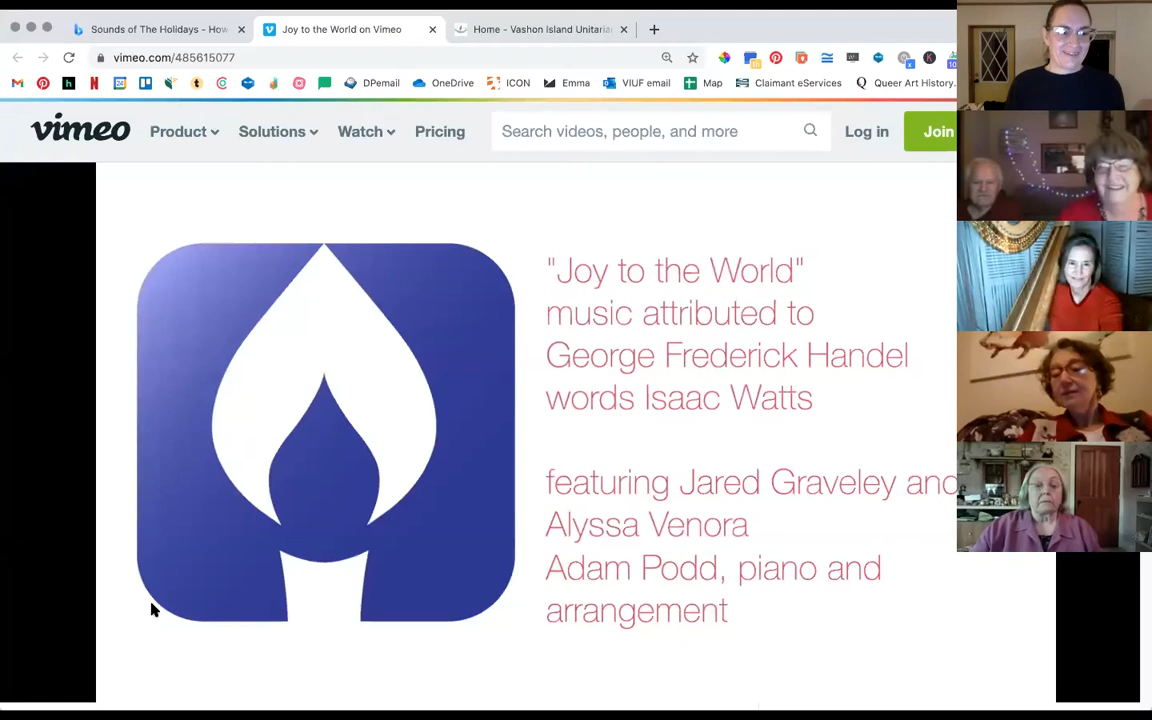 Sounds of The Holidays - How
Joy to the World on Vimeo
Home - Vashon Island Unitaria
vimeo.com/485615077
DPemail
OneDrive
ICON
Emma
VIUF email
Map
Claimant eServices
Queer Art History.
vimeo
Product
Solutions
Watch
Pricing
Search videos, people, and more
Log in
Join
"Joy to the World"
music attributed to
George Frederick Handel
words Isaac Watts
featuring Jared Graveley and
Alyssa Venora
Adam Podd, piano and
arrangement